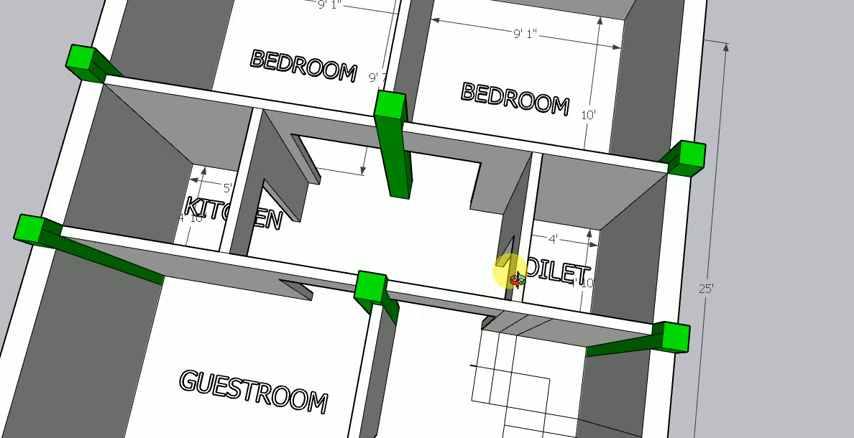 9' 1"
BEDROOM
9' 7
9' 1"
BEDROOM
10'
5'
KITCHEN
4' 10
4'
TOILET
' 10
25'
GUESTROOM